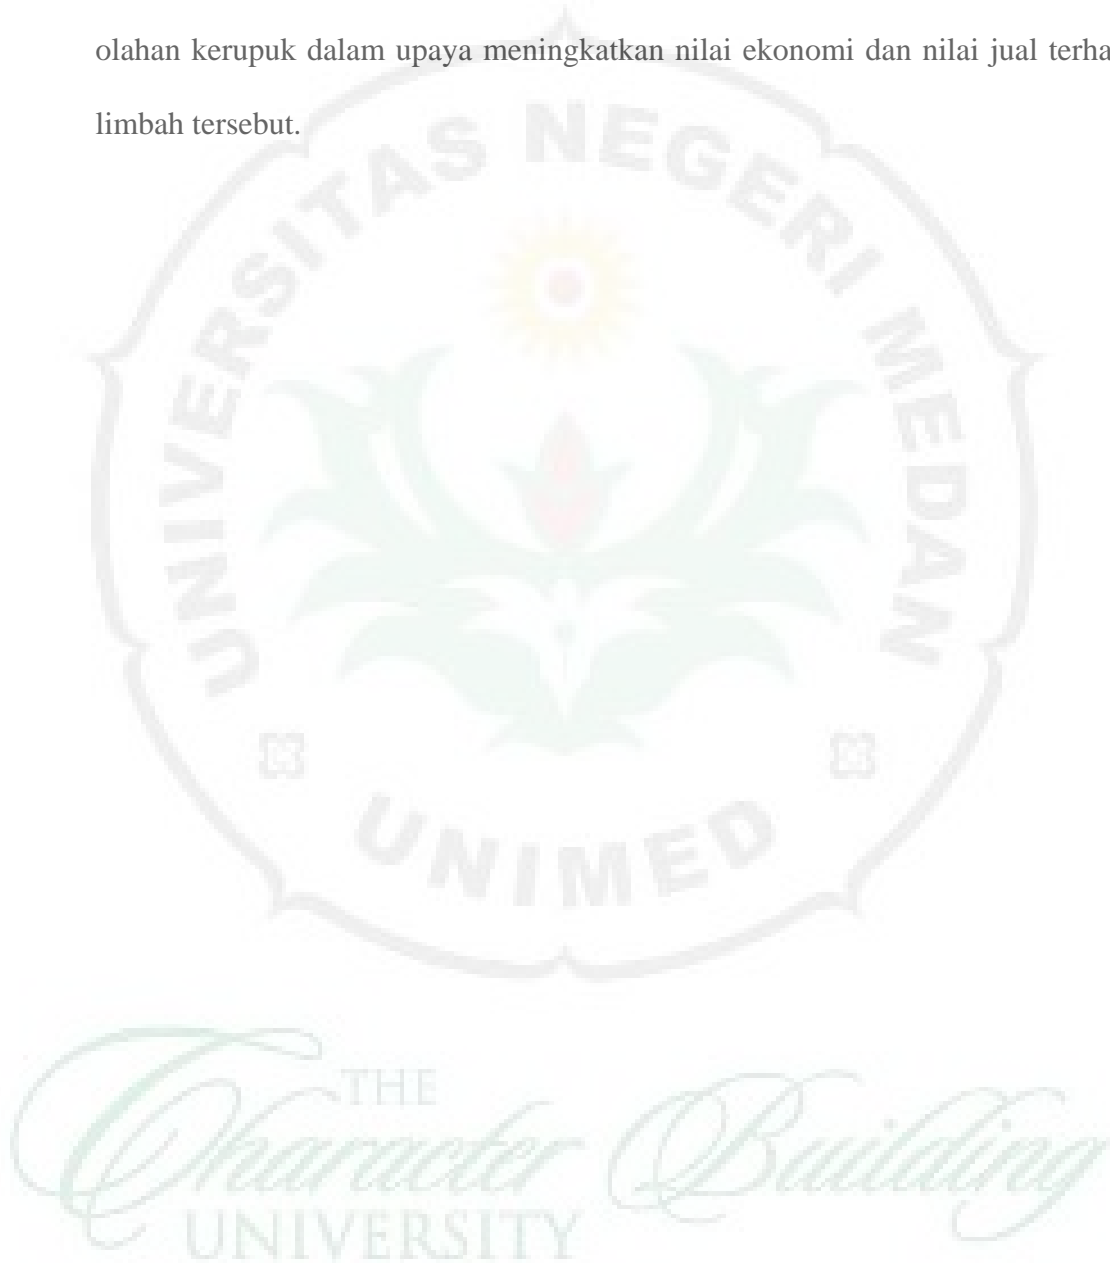 olahan kerupuk dalam upaya meningkatkan nilai ekonomi dan nilai jual terha
limbah tersebut.
UNIVERSITAS NEGERI MEDAN
UNIMED
THE
Character Building
UNIVERSITY